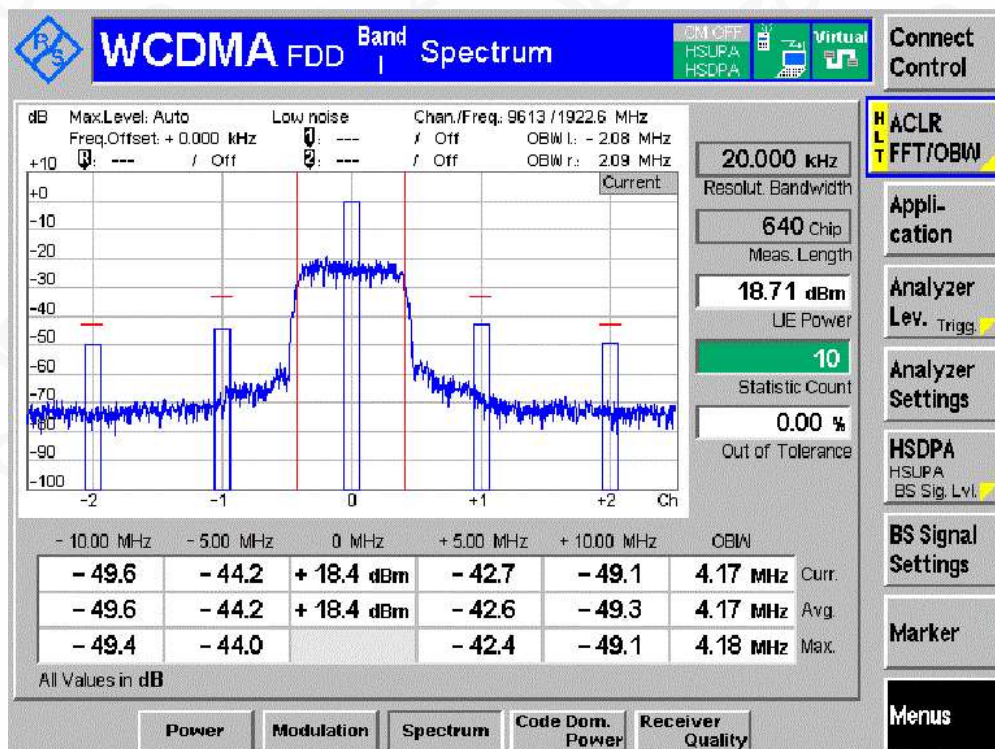 R&S
WCDMA FDD Band I Spectrum
CM OFF
HSUPA
HSDPA
Virtual
Connect
Control
dB Max.Level: Auto Low noise Chan./Freq.: 9613 / 1922.6 MHz
Freq.Offset: + 0.000 kHz 1: --- / Off OBW l.: - 2.08 MHz
R: --- / Off 2: --- / Off OBW r.: 2.09 MHz
Current
+10
+0
-10
-20
-30
-40
-50
-60
-70
-80
-90
-100
-2 -1 0 +1 +2 Ch
20.000 kHz
Resolut. Bandwidth
640 Chip
Meas. Length
18.71 dBm
UE Power
10
Statistic Count
0.00 %
Out of Tolerance
- 10.00 MHz - 5.00 MHz 0 MHz + 5.00 MHz + 10.00 MHz OBW
- 49.6 - 44.2 + 18.4 dBm - 42.7 - 49.1 4.17 MHz Curr.
- 49.6 - 44.2 + 18.4 dBm - 42.6 - 49.3 4.17 MHz Avg.
- 49.4 - 44.0 - 42.4 - 49.1 4.18 MHz Max.
All Values in dB
HLT
ACLR
FFT/OBW
Appli-
cation
Analyzer
Lev. Trigg.
Analyzer
Settings
HSDPA
HSUPA
BS Sig. Lvl.
BS Signal
Settings
Marker
Menus
Power
Modulation
Spectrum
Code Dom.
Power
Receiver
Quality